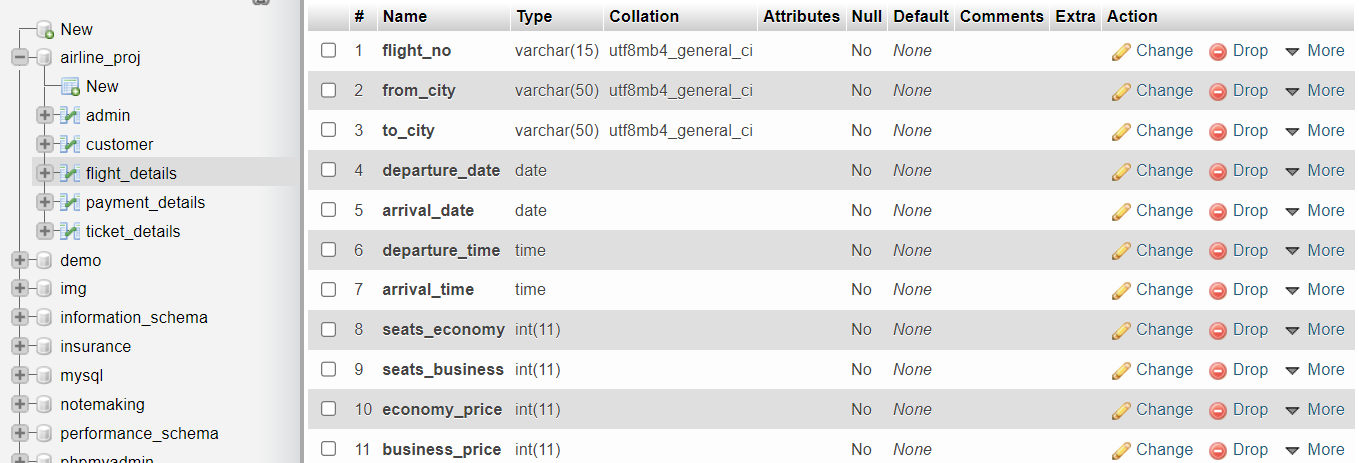 New
airline_proj
New
admin
customer
flight_details
payment_details
ticket_details
demo
img
information_schema
insurance
mysql
notemaking
performance_schema
phpmyadmin
# Name Type Collation Attributes Null Default Comments Extra Action
1 flight_no varchar(15) utf8mb4_general_ci No None Change Drop More
2 from_city varchar(50) utf8mb4_general_ci No None Change Drop More
3 to_city varchar(50) utf8mb4_general_ci No None Change Drop More
4 departure_date date No None Change Drop More
5 arrival_date date No None Change Drop More
6 departure_time time No None Change Drop More
7 arrival_time time No None Change Drop More
8 seats_economy int(11) No None Change Drop More
9 seats_business int(11) No None Change Drop More
10 economy_price int(11) No None Change Drop More
11 business_price int(11) No None Change Drop More